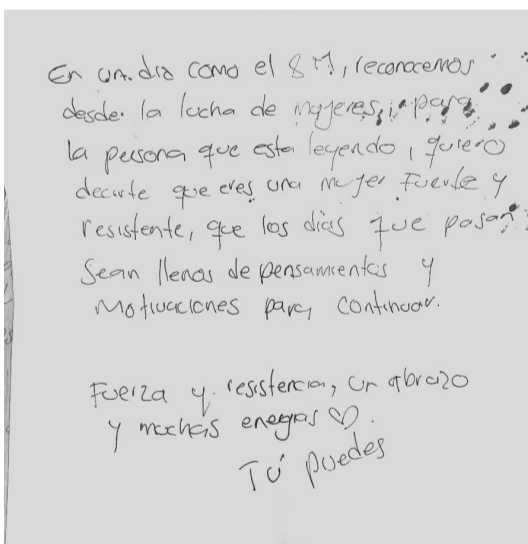 En un día como el 8 M, reconocemos
desde la lucha de mujeres, y para
la persona que esta leyendo, quiero
decirte que eres una mujer Fuerte y
resistente, que los días que pasan
Sean llenos de pensamientos y
Motivaciones para continuar.
Fuerza y resistencia, un abrazo
y muchas energías ♡.
Tú puedes